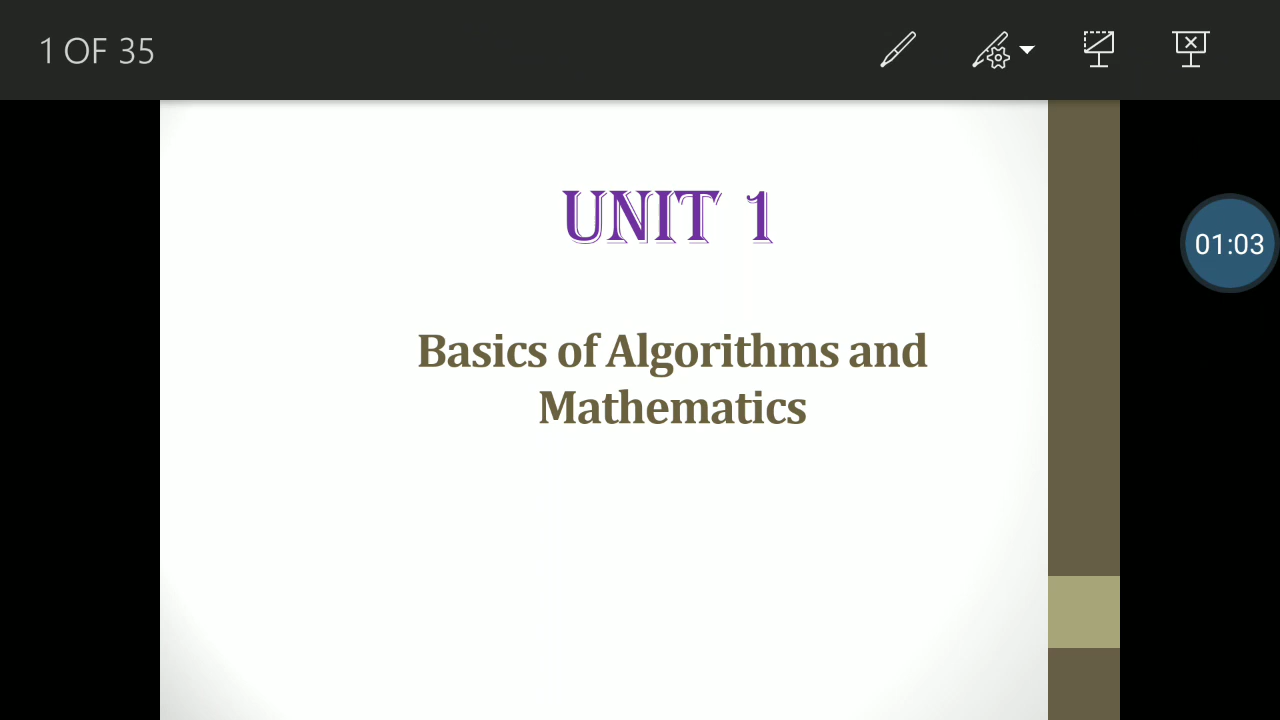 1 OF 35
UNIT 1
01:03
Basics of Algorithms and
Mathematics